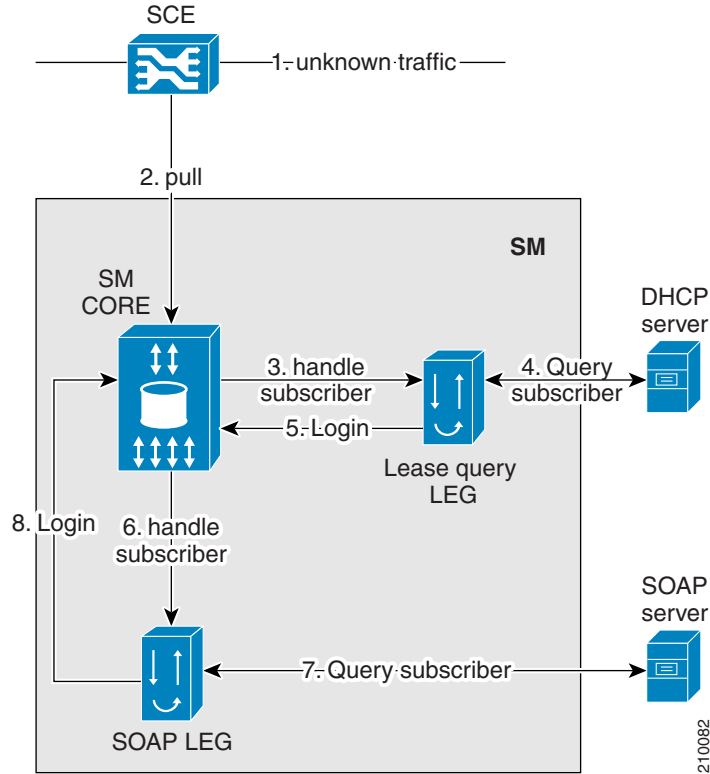 SCE
1. unknown traffic
2. pull
SM
SM
CORE
DHCP
server
3. handle
subscriber
4. Query
subscriber
5. Login
Lease query
LEG
8. Login
6. handle
subscriber
SOAP
server
7. Query subscriber
SOAP LEG
210082